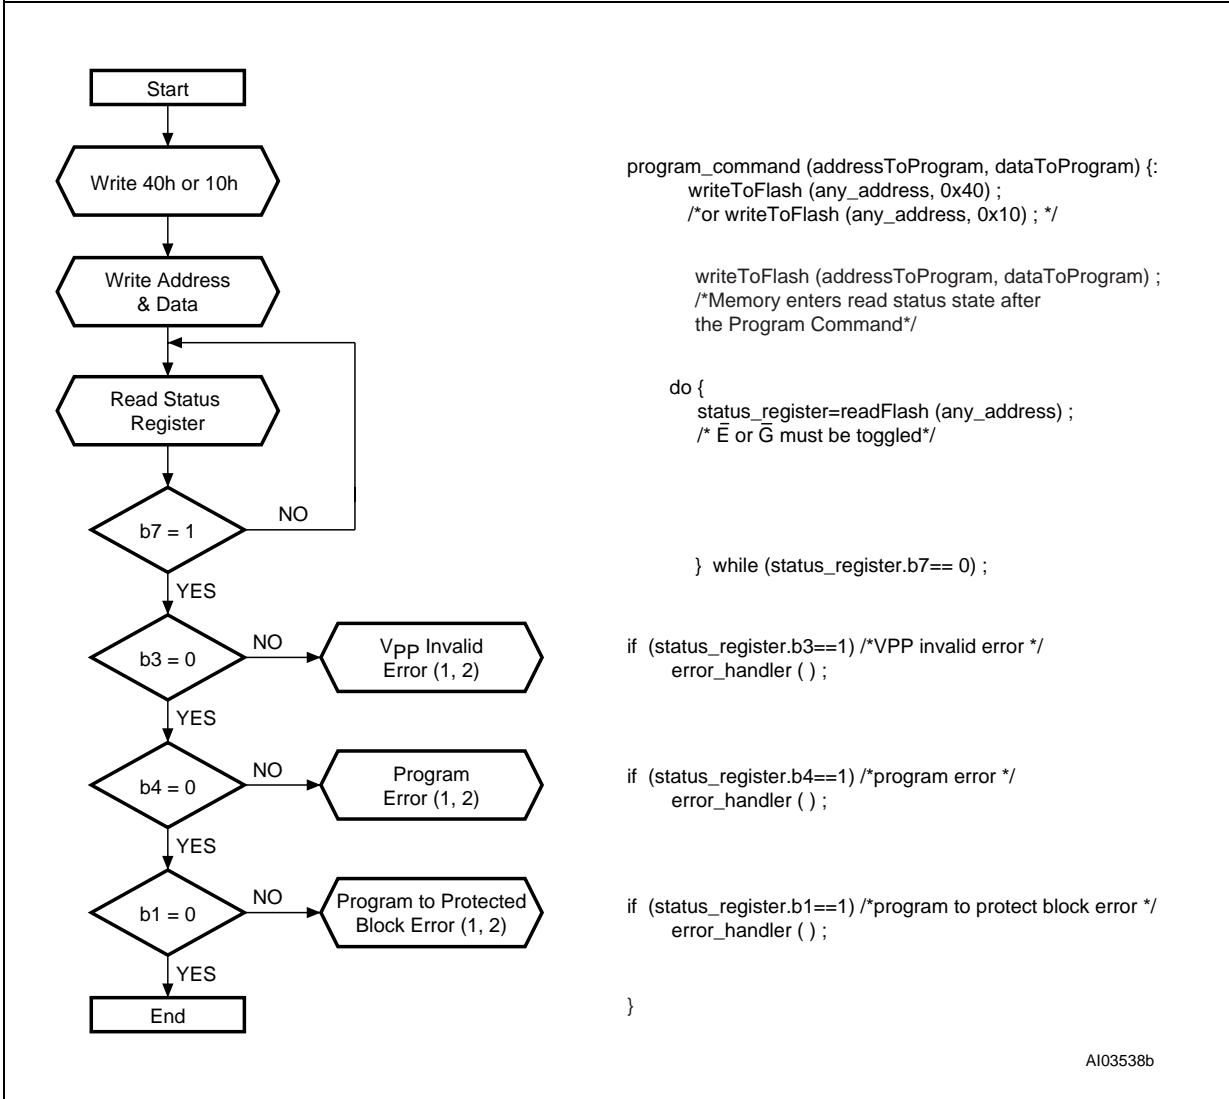 Start
Write 40h or 10h
program_command (addressToProgram, dataToProgram) {:
writeToFlash (any_address, 0x40) ;
/*or writeToFlash (any_address, 0x10) ; */
Write Address
& Data
writeToFlash (addressToProgram, dataToProgram) ;
/*Memory enters read status state after
the Program Command*/
Read Status
Register
do {
status_register=readFlash (any_address) ;
/* E̅ or G̅ must be toggled*/
b7 = 1
NO
} while (status_register.b7== 0) ;
YES
b3 = 0
NO
VPP Invalid
Error (1, 2)
if (status_register.b3==1) /*VPP invalid error */
error_handler ( ) ;
YES
b4 = 0
NO
Program
Error (1, 2)
if (status_register.b4==1) /*program error */
error_handler ( ) ;
YES
b1 = 0
NO
Program to Protected
Block Error (1, 2)
if (status_register.b1==1) /*program to protect block error */
error_handler ( ) ;
YES
End
}
AI03538b